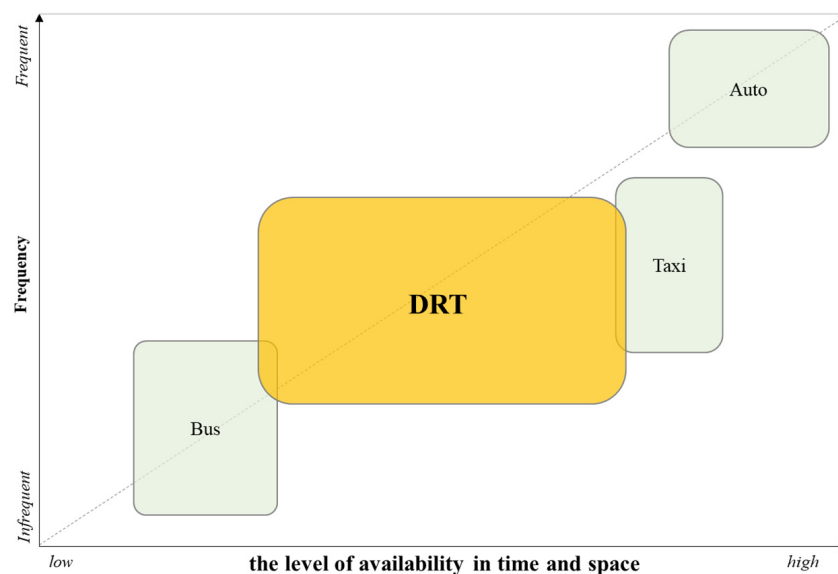 Frequent
Auto
Frequency
Taxi
DRT
Bus
Infrequent
low
the level of availability in time and space
high